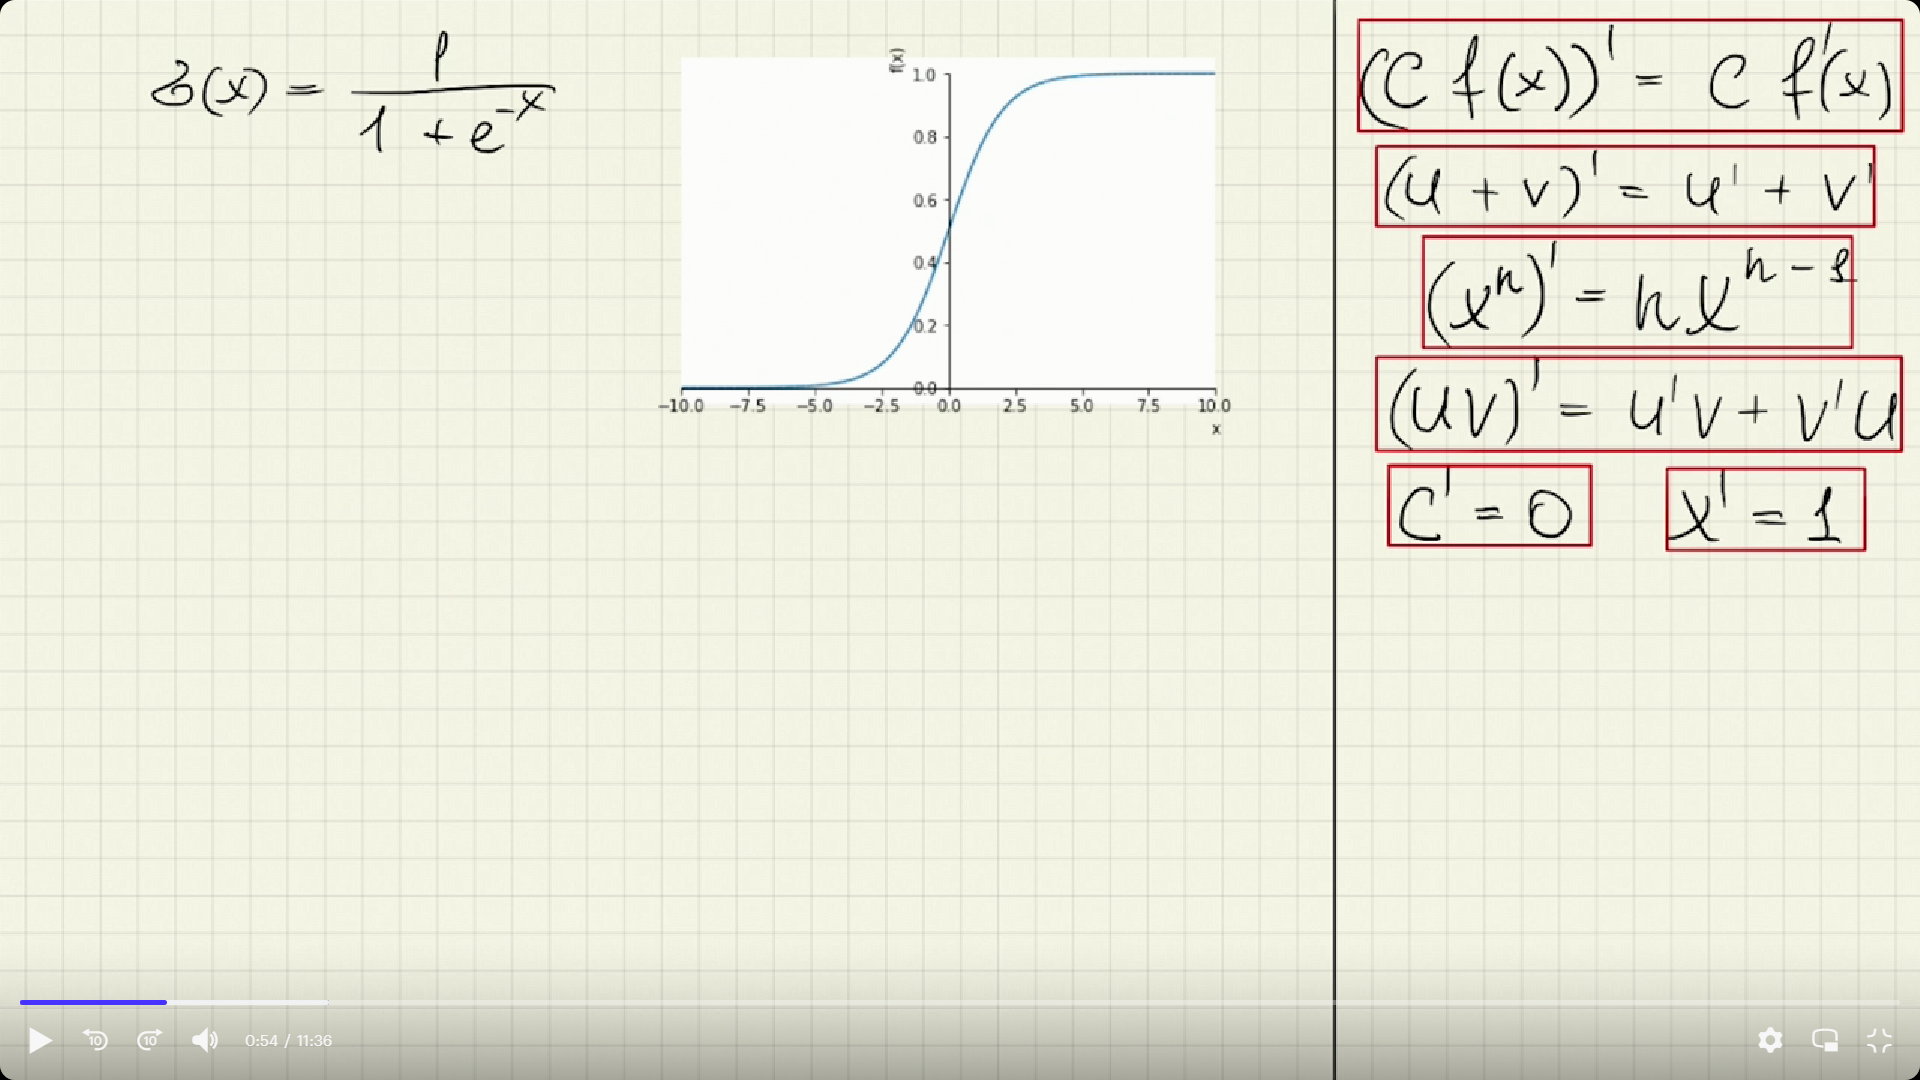 σ(x) = 1 / (1 + e^-x)
f(x)
1.0
0.8
0.6
0.4
0.2
0.0
−10.0 −7.5 −5.0 −2.5 0.0 2.5 5.0 7.5 10.0
x
(C f(x))' = C f'(x)
(u + v)' = u' + v'
(x^n)' = n x^(n-1)
(uv)' = u'v + v'u
C' = 0 x' = 1
10 10 0:54 / 11:36